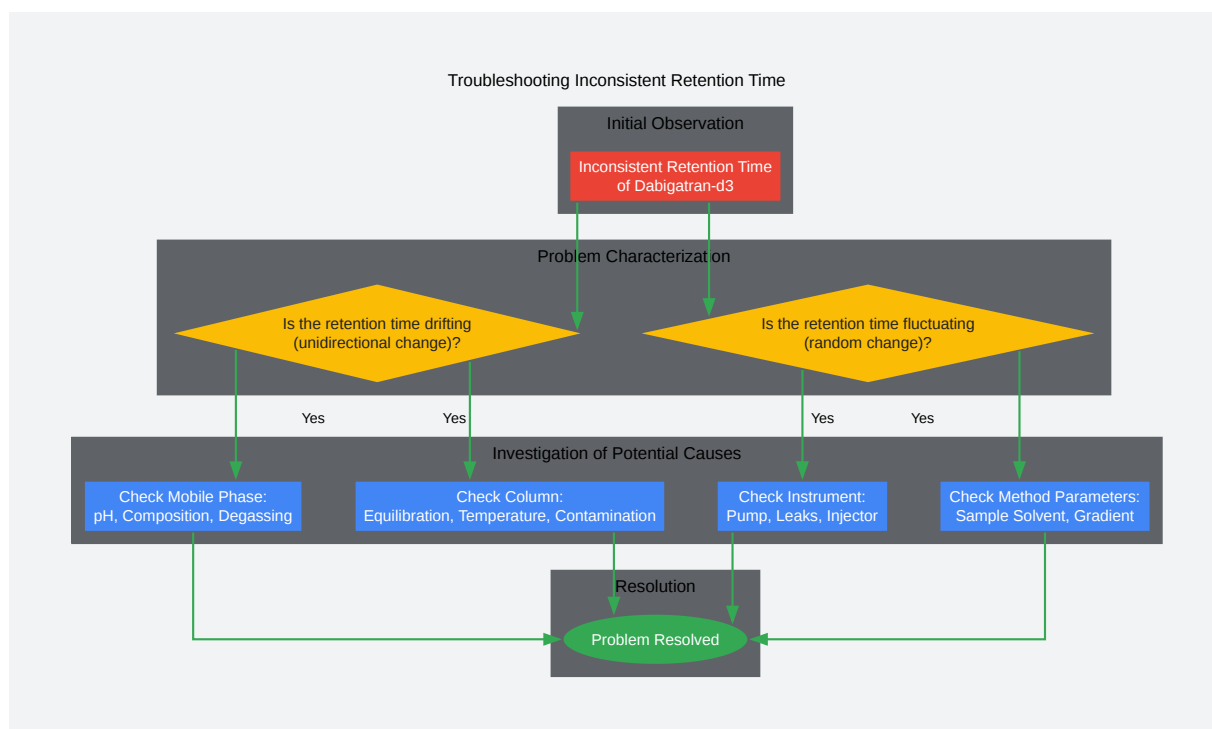 Troubleshooting Inconsistent Retention Time
Initial Observation
Inconsistent Retention Time
of Dabigatran-d3
Problem Characterization
Is the retention time drifting
(unidirectional change)?
Is the retention time fluctuating
(random change)?
Yes
Yes
Yes
Yes
Investigation of Potential Causes
Check Mobile Phase:
pH, Composition, Degassing
Check Column:
Equilibration, Temperature, Contamination
Check Instrument:
Pump, Leaks, Injector
Check Method Parameters:
Sample Solvent, Gradient
Resolution
Problem Resolved